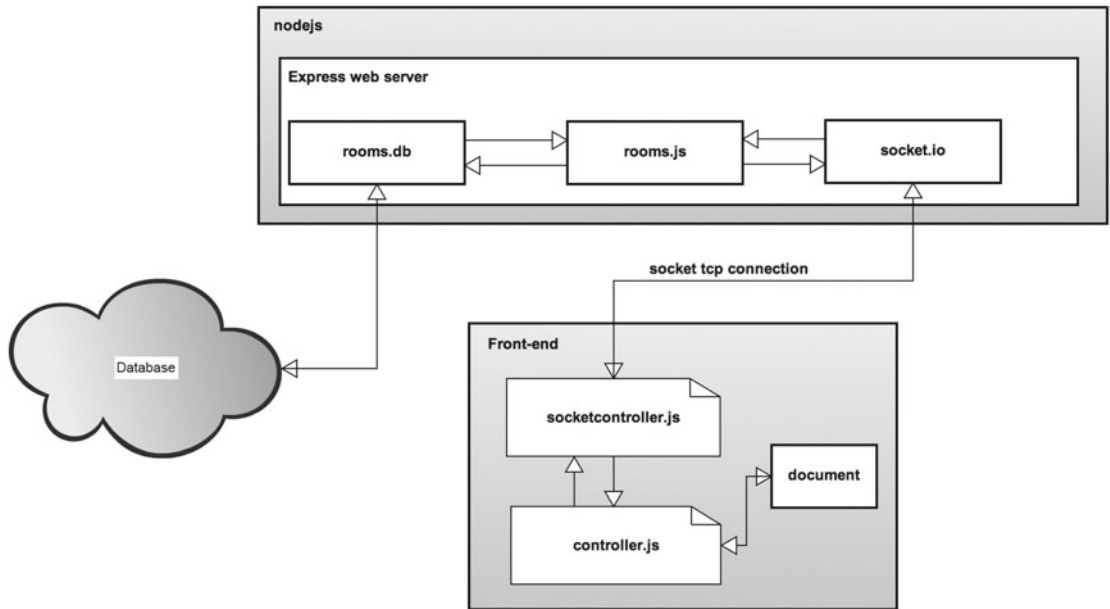 nodejs
Express web server
rooms.db
rooms.js
socket.io
socket tcp connection
Front-end
Database
socketcontroller.js
document
controller.js